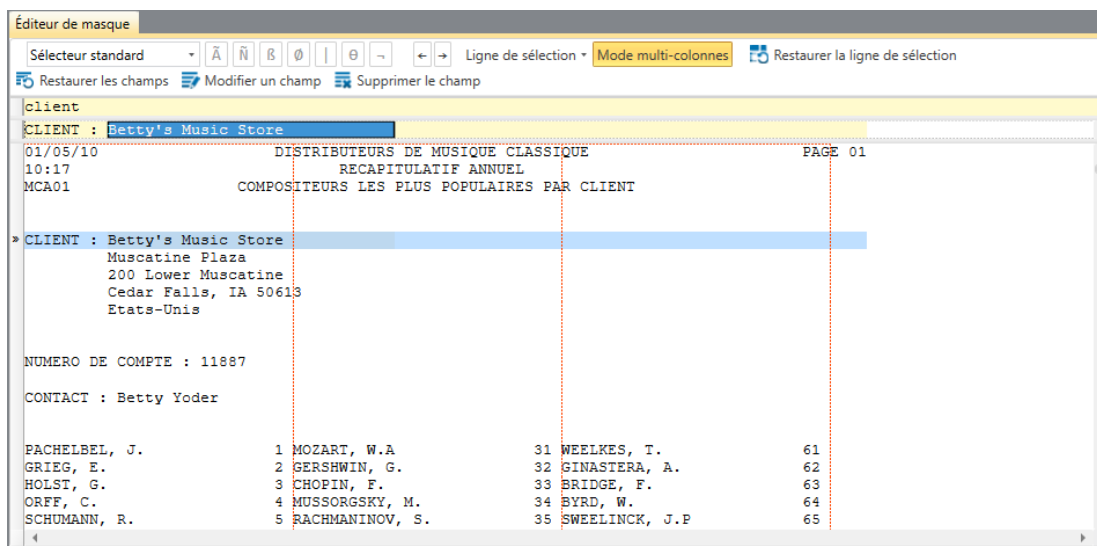 Éditeur de masque
Sélecteur standard Ã Ñ ß Ø | θ ¬ ← → Ligne de sélection Mode multi-colonnes Restaurer la ligne de sélection
Restaurer les champs Modifier un champ Supprimer le champ
client
CLIENT : Betty's Music Store
01/05/10 DISTRIBUTEURS DE MUSIQUE CLASSIQUE PAGE 01
10:17 RECAPITULATIF ANNUEL
MCA01 COMPOSITEURS LES PLUS POPULAIRES PAR CLIENT
» CLIENT : Betty's Music Store
Muscatine Plaza
200 Lower Muscatine
Cedar Falls, IA 50613
Etats-Unis
NUMERO DE COMPTE : 11887
CONTACT : Betty Yoder
PACHELBEL, J. 1 MOZART, W.A 31 WEELKES, T. 61
GRIEG, E. 2 GERSHWIN, G. 32 GINASTERA, A. 62
HOLST, G. 3 CHOPIN, F. 33 BRIDGE, F. 63
ORFF, C. 4 MUSSORGSKY, M. 34 BYRD, W. 64
SCHUMANN, R. 5 RACHMANINOV, S. 35 SWEELINCK, J.P 65